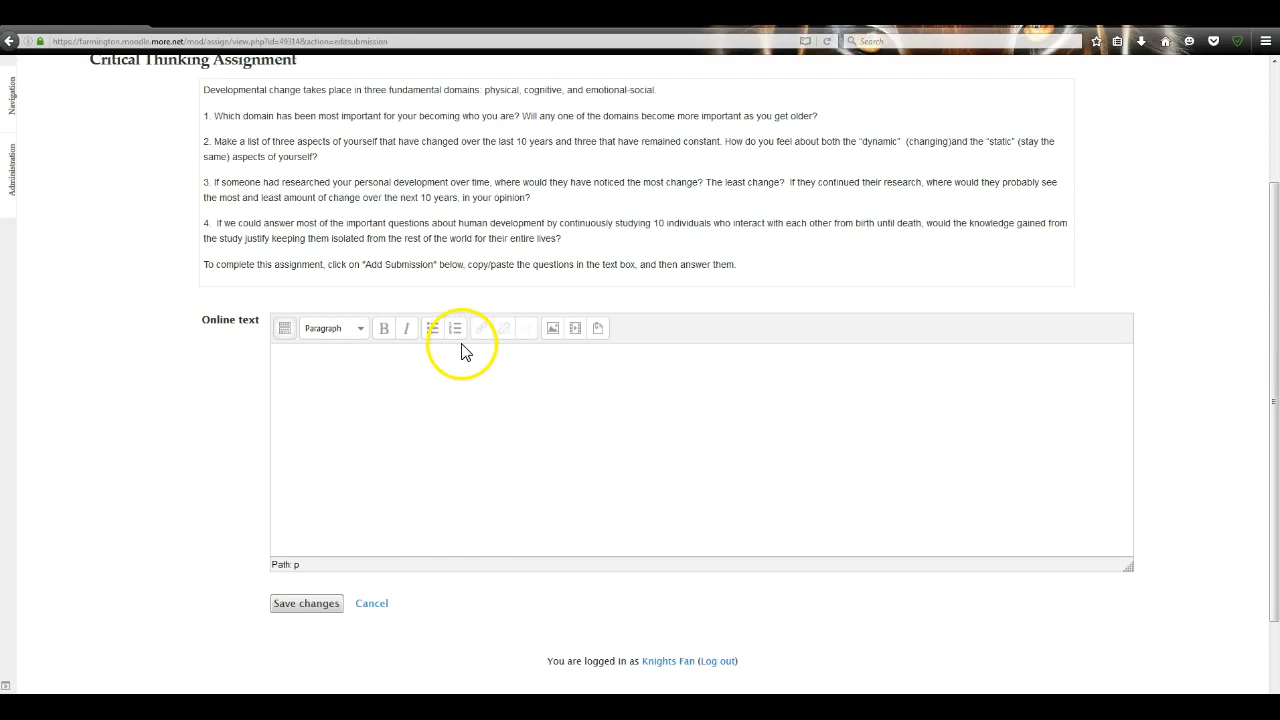 https://farmington.moodle.more.net/mod/assign/view.php?id=49314&action=editsubmission
Search
Navigation
Administration
Critical Thinking Assignment
Developmental change takes place in three fundamental domains: physical, cognitive, and emotional-social.
1. Which domain has been most important for your becoming who you are? Will any one of the domains become more important as you get older?
2. Make a list of three aspects of yourself that have changed over the last 10 years and three that have remained constant. How do you feel about both the "dynamic"  (changing)and the "static" (stay the
same) aspects of yourself?
3. If someone had researched your personal development over time, where would they have noticed the most change? The least change?  If they continued their research, where would they probably see
the most and least amount of change over the next 10 years, in your opinion?
4.  If we could answer most of the important questions about human development by continuously studying 10 individuals who interact with each other from birth until death, would the knowledge gained from
the study justify keeping them isolated from the rest of the world for their entire lives?
To complete this assignment, click on "Add Submission" below, copy/paste the questions in the text box, and then answer them.
Online text
Paragraph B I
Path: p
Save changes Cancel
You are logged in as Knights Fan (Log out)